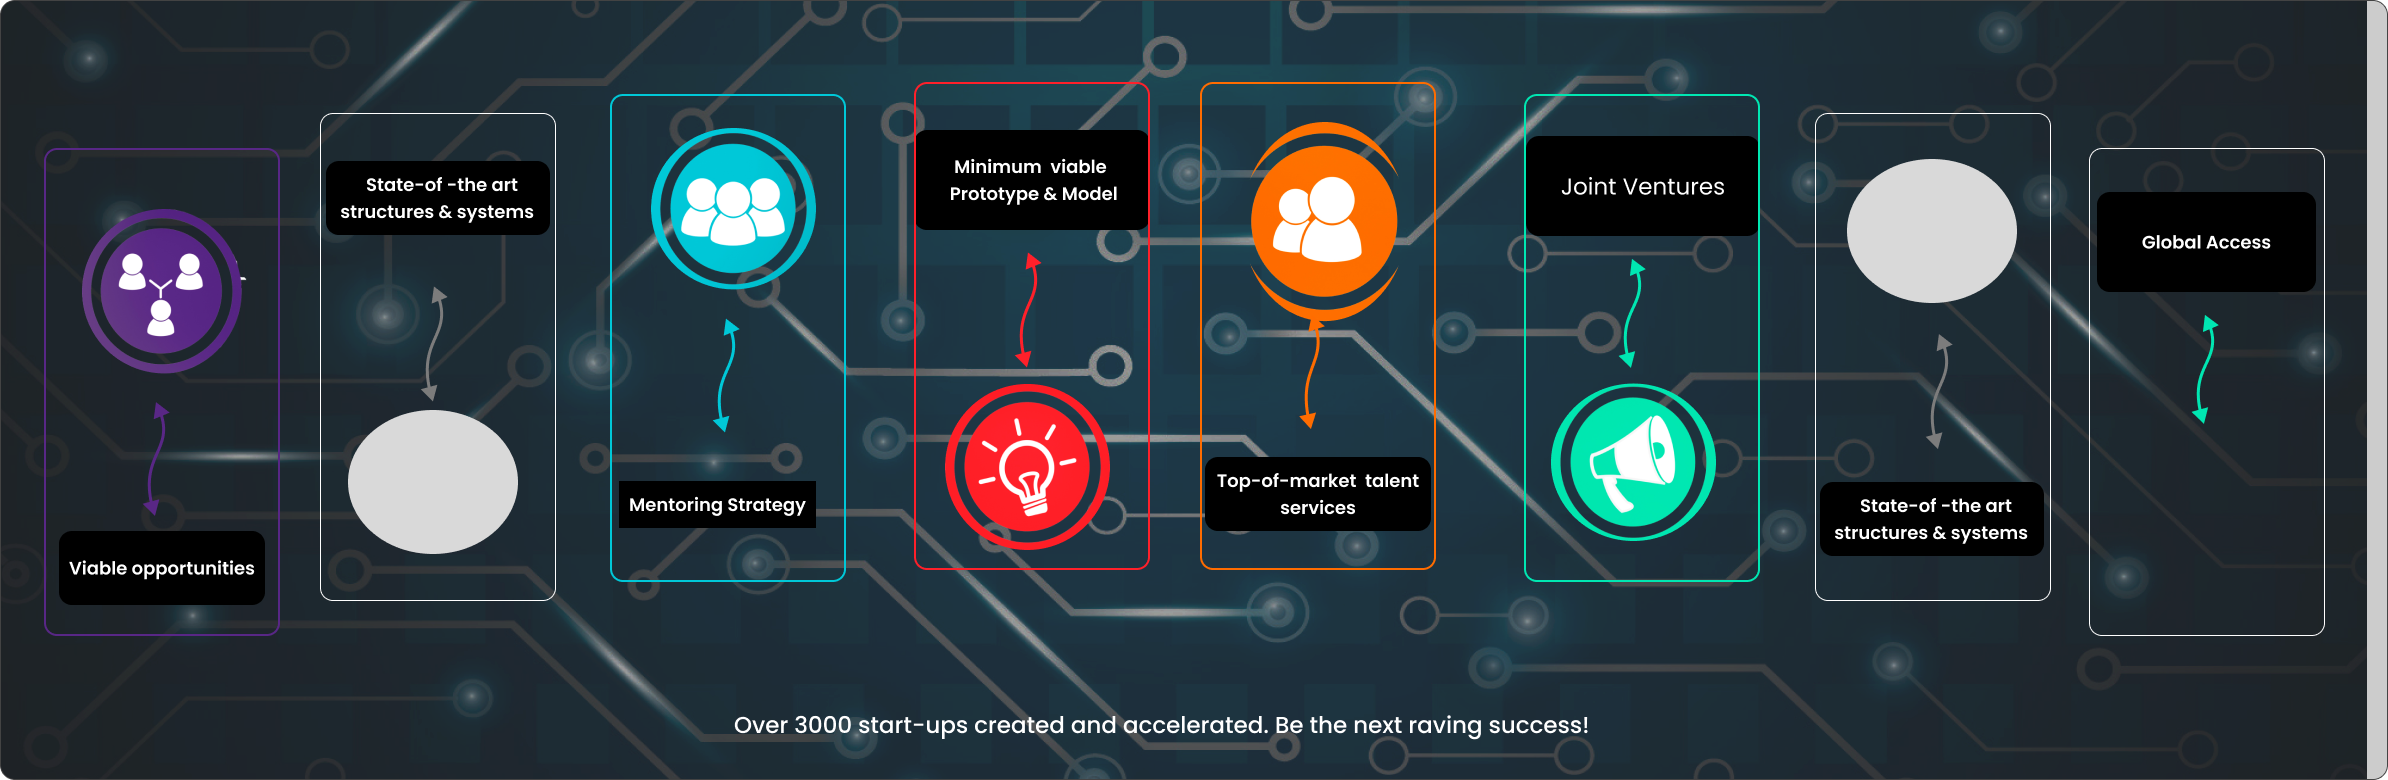 Viable opportunities
State-of -the art
structures & systems
Mentoring Strategy
Minimum viable
Prototype & Model
Top-of-market talent
services
Joint Ventures
State-of -the art
structures & systems
Global Access
Over 3000 start-ups created and accelerated. Be the next raving success!